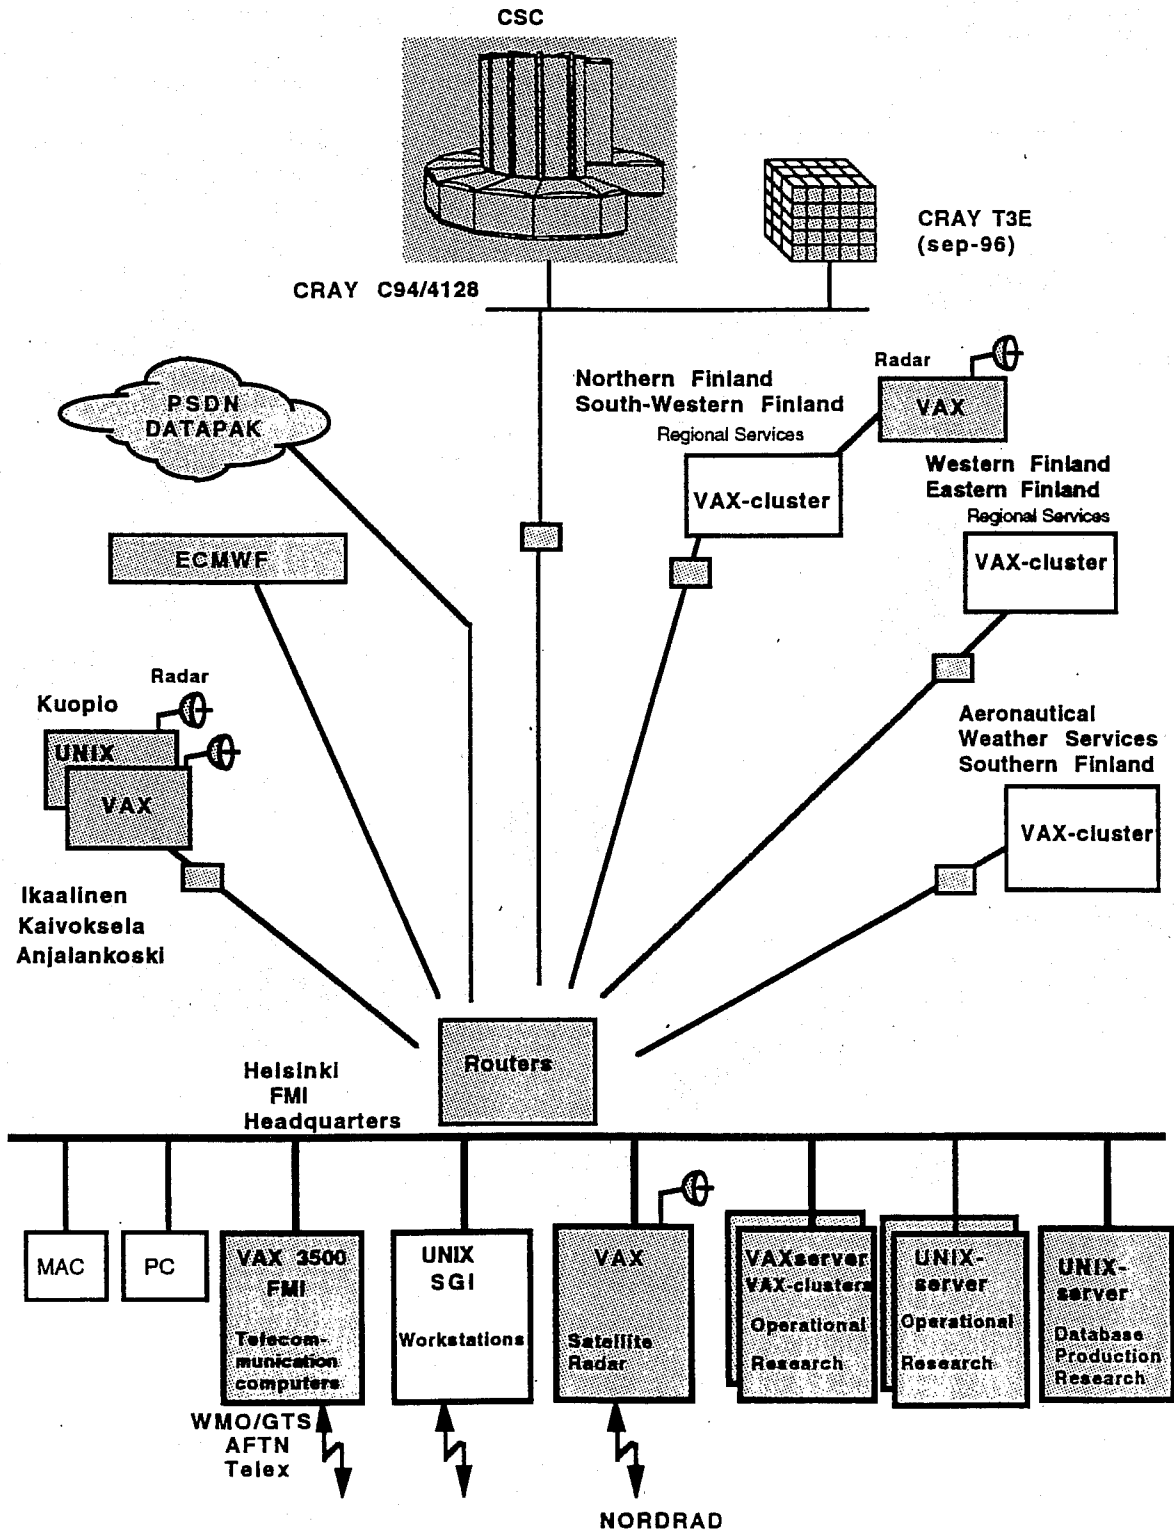 CSC
CRAY T3E
(sep-96)
CRAY C94/4128
PSDN
DATAPAK
Northern Finland
South-Western Finland
Regional Services
Radar
VAX
VAX-cluster
Western Finland
Eastern Finland
Regional Services
VAX-cluster
ECMWF
Radar
Kuopio
UNIX
VAX
Ikaalinen
Kaivoksela
Anjalankoski
Aeronautical
Weather Services
Southern Finland
VAX-cluster
Routers
Helsinki
FMI
Headquarters
MAC
PC
VAX 3500
FMI
Telecom-
munication
computers
UNIX
SGI
Workstations
VAX
Satellite
Radar
VAXserver
VAX-clusters
Operational
Research
UNIX-
server
Operational
Research
UNIX-
server
Database
Production
Research
WMO/GTS
AFTN
Telex
NORDRAD